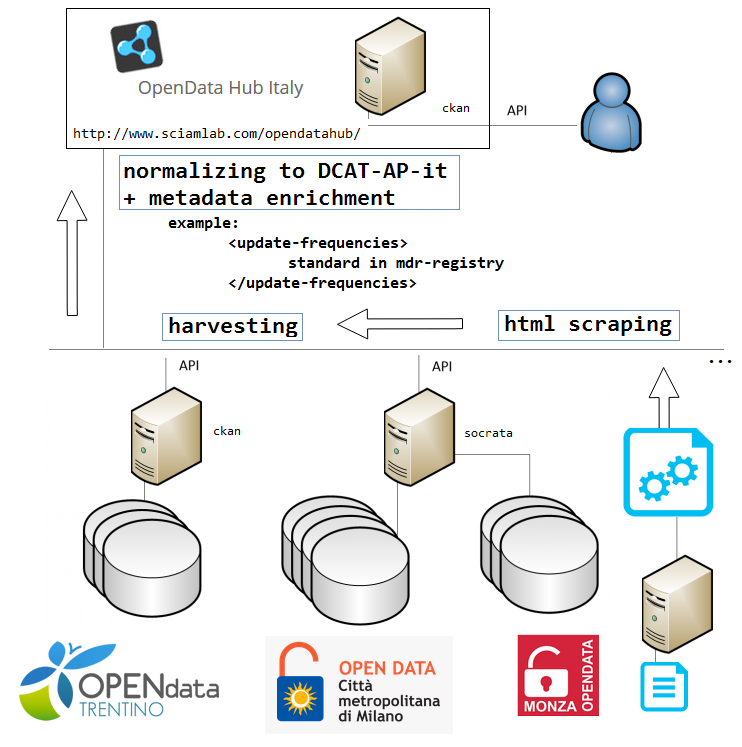 OpenData Hub Italy
ckan
API
http://www.sciamlab.com/opendatahub/
normalizing to DCAT-AP-it
+ metadata enrichment
example:
<update-frequencies>
standard in mdr-registry
</update-frequencies>
harvesting
html scraping
...
API
API
ckan
socrata
OPENdata
TRENTINO
OPEN DATA
Città
metropolitana
di Milano
MONZA
OPENDATA